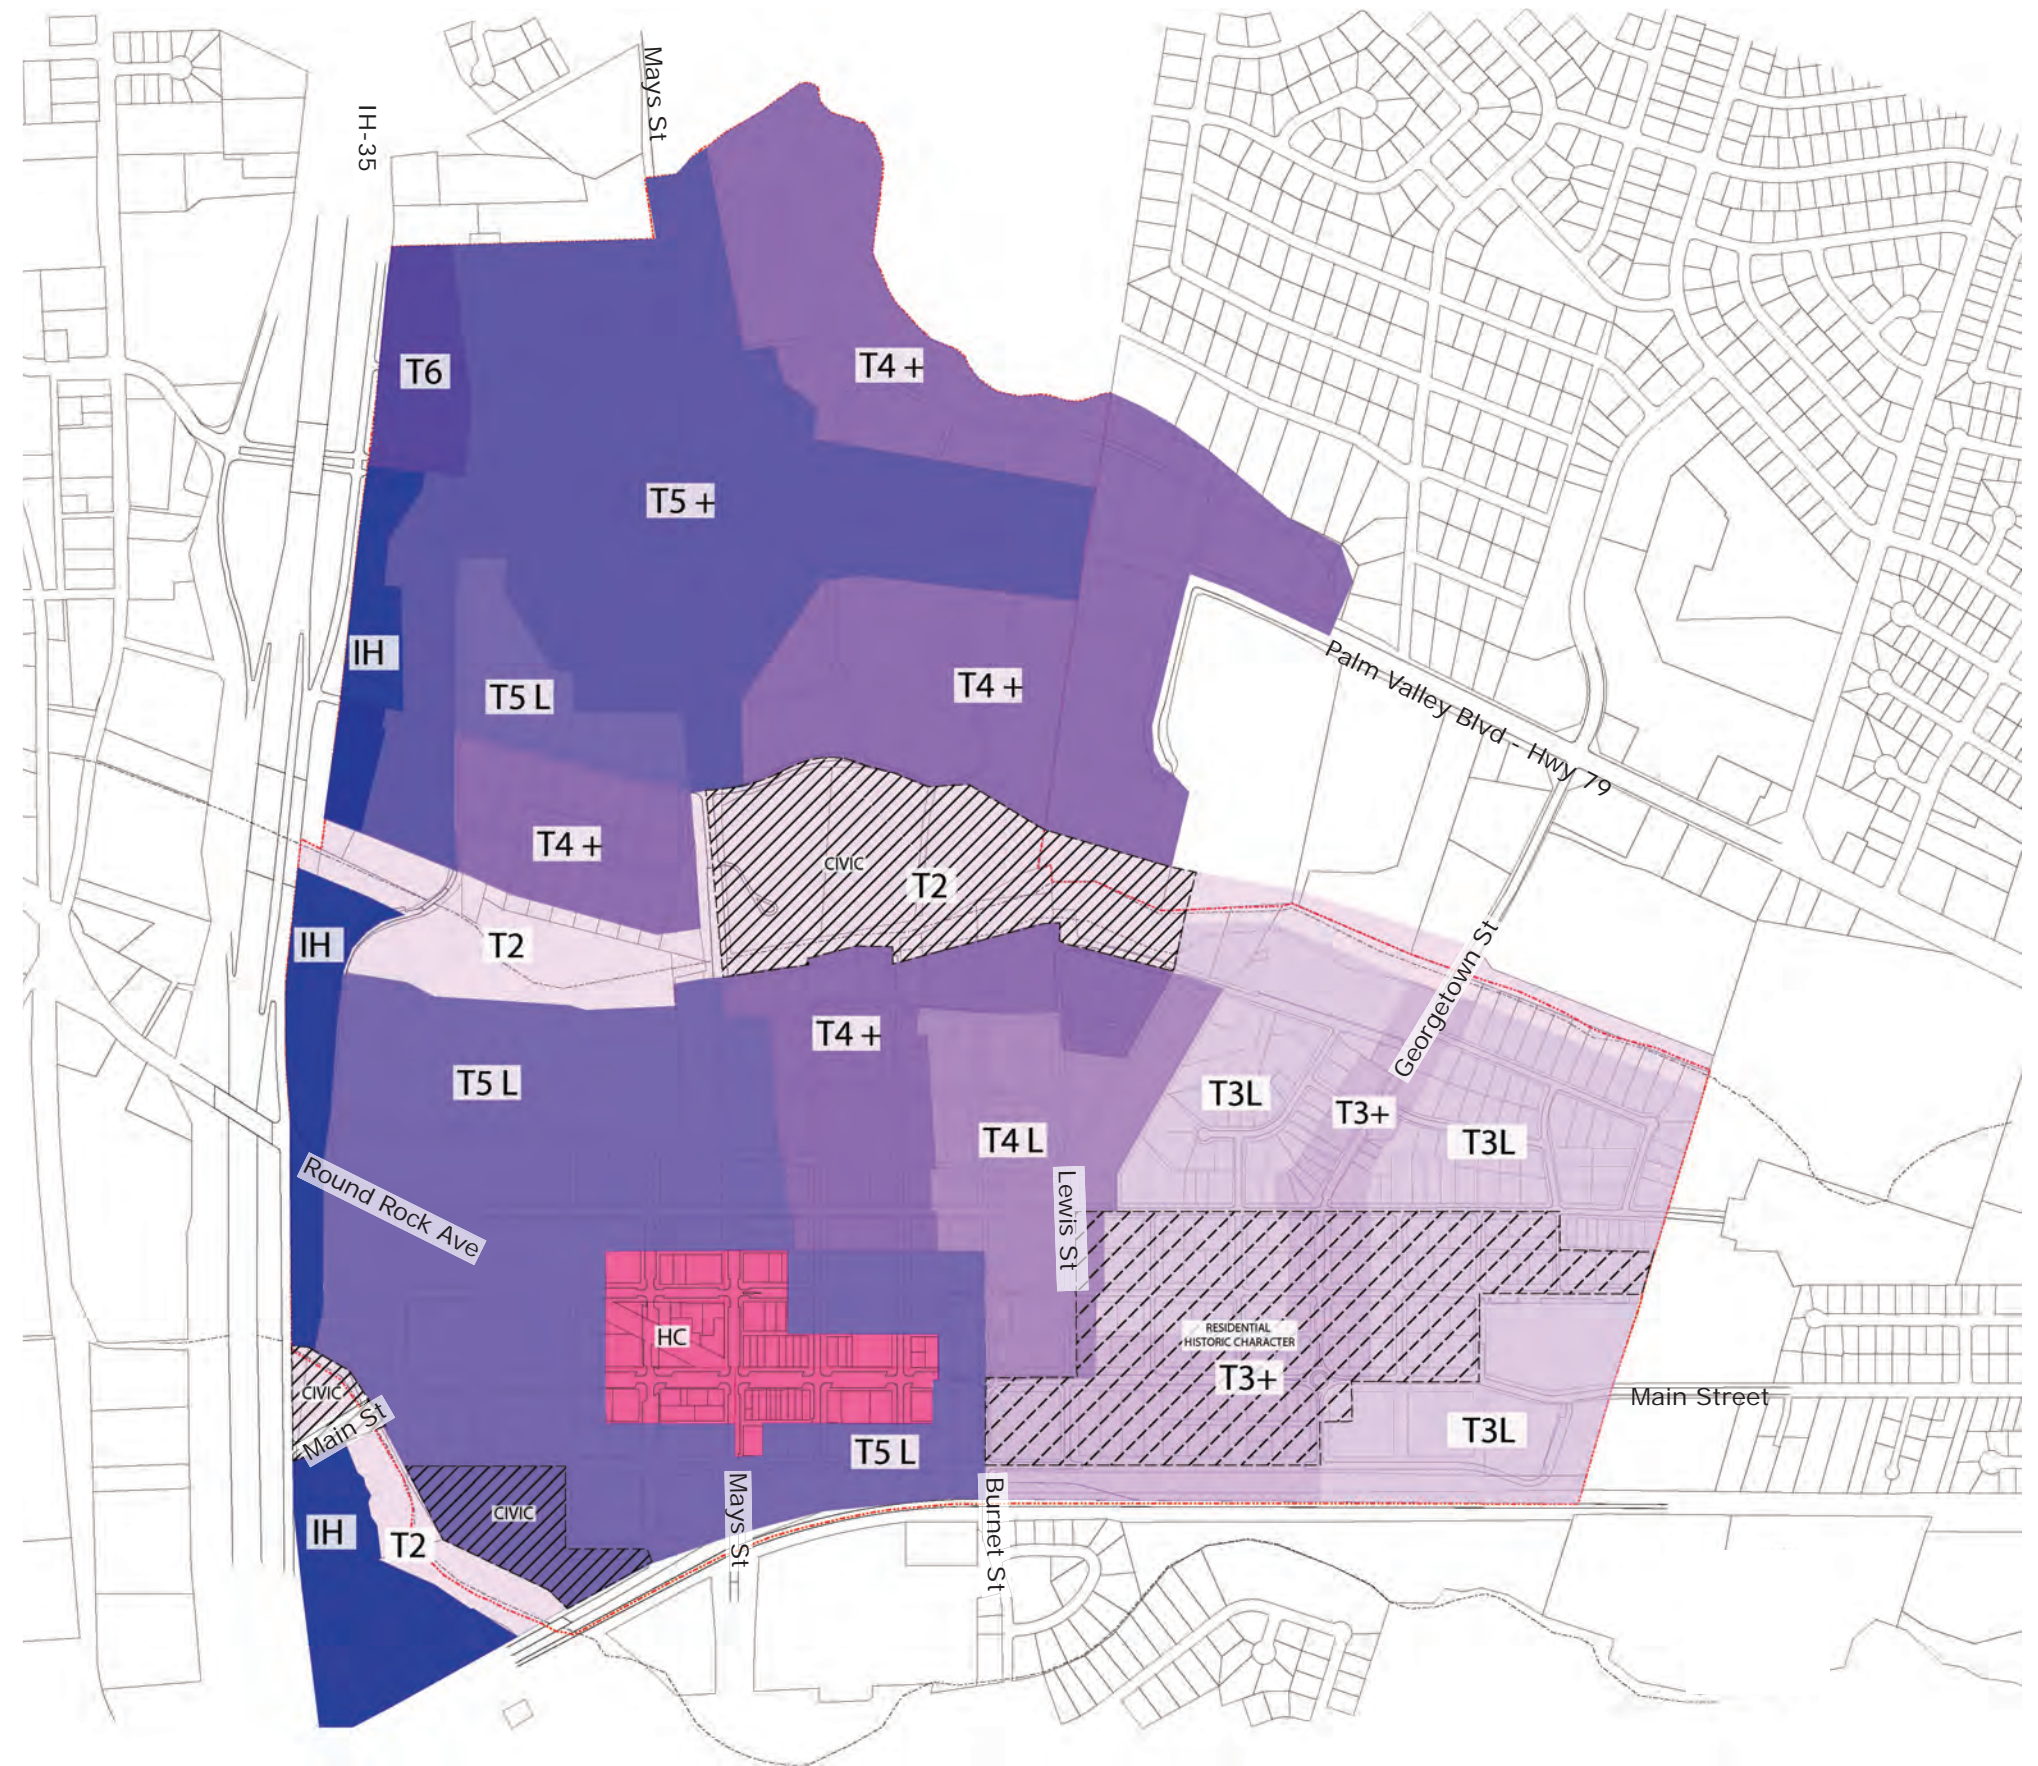 Mays St
IH-35
T6
T4 +
T5 +
IH
T5 L
T4 +
Palm Valley Blvd - Hwy 79
T4 +
CIVIC
T2
IH
T2
Georgetown St
T4 +
T5 L
T3L
T3+
T4 L
T3L
Round Rock Ave
Lewis St
HC
RESIDENTIAL
HISTORIC CHARACTER
T3+
CIVIC
Main St
Main Street
T5 L
T3L
CIVIC
Mays St
Burnet St
IH
T2